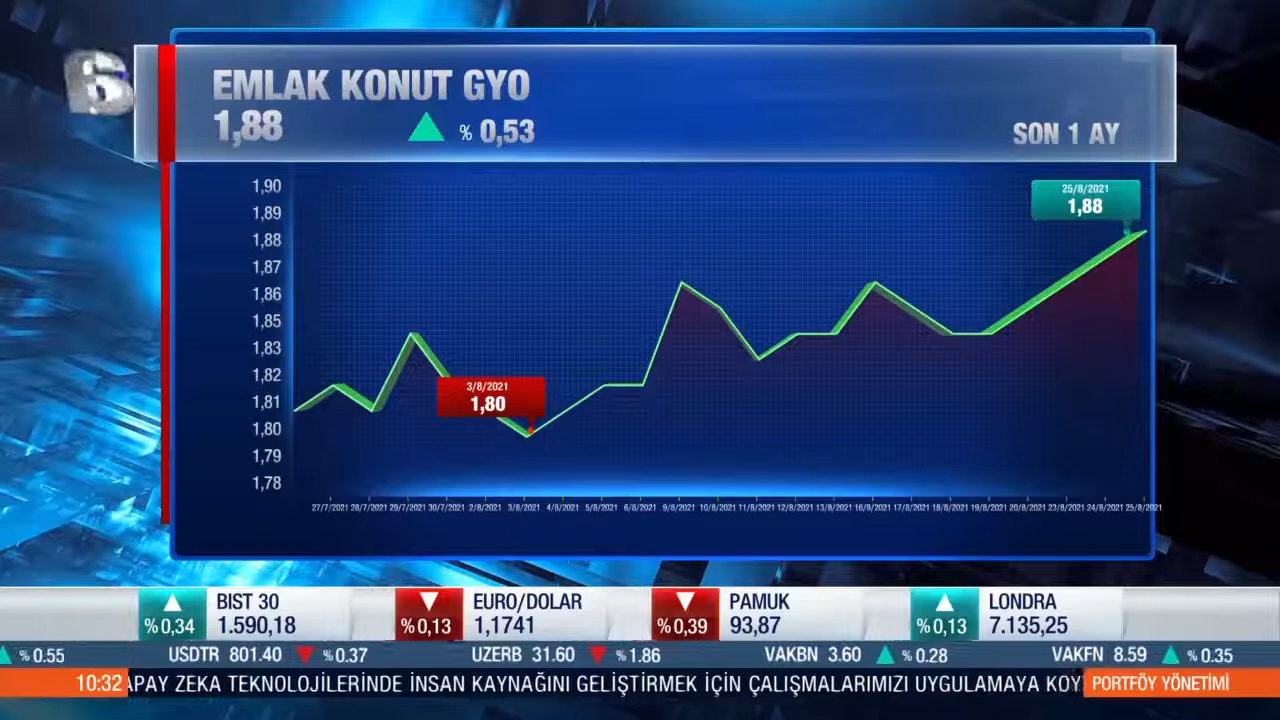 6
EMLAK KONUT GYO
1,88 % 0,53
SON 1 AY
1,90
1,89
1,88
1,87
1,86
1,85
1,83
1,82
1,81
1,80
1,79
1,78
25/8/2021
1,88
3/8/2021
1,80
27/7/2021 28/7/2021 29/7/2021 30/7/2021 2/8/2021 3/8/2021 4/8/2021 5/8/2021 6/8/2021 9/8/2021 10/8/2021 11/8/2021 12/8/2021 13/8/2021 16/8/2021 17/8/2021 18/8/2021 19/8/2021 20/8/2021 23/8/2021 24/8/2021 25/8/2021
% 0,34 BIST 30 1.590,18
% 0,13 EURO/DOLAR 1,1741
% 0,39 PAMUK 93,87
% 0,13 LONDRA 7.135,25
% 0.55 USDTR 801.40 % 0.37 UZERB 31.60 % 1.86 VAKBN 3.60 % 0.28 VAKFN 8.59 % 0.35
10:32 APAY ZEKA TEKNOLOJİLERİNDE İNSAN KAYNAĞINI GELİŞTİRMEK İÇİN ÇALIŞMALARIMIZI UYGULAMAYA KOY PORTFÖY YÖNETİMİ